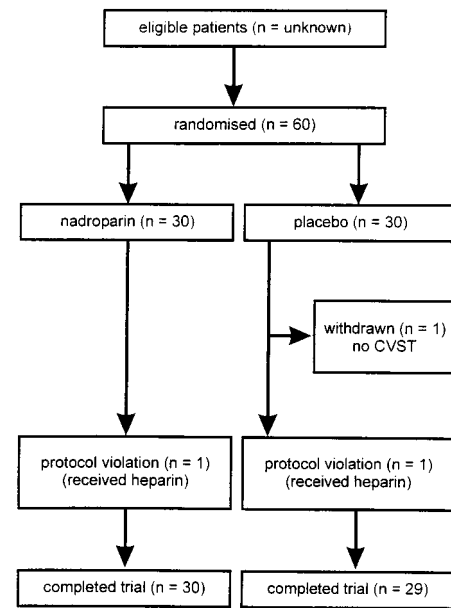 eligible patients (n = unknown)
randomised (n = 60)
nadroparin (n = 30)
placebo (n = 30)
withdrawn (n = 1)
no CVST
protocol violation (n = 1)
(received heparin)
protocol violation (n = 1)
(received heparin)
completed trial (n = 30)
completed trial (n = 29)